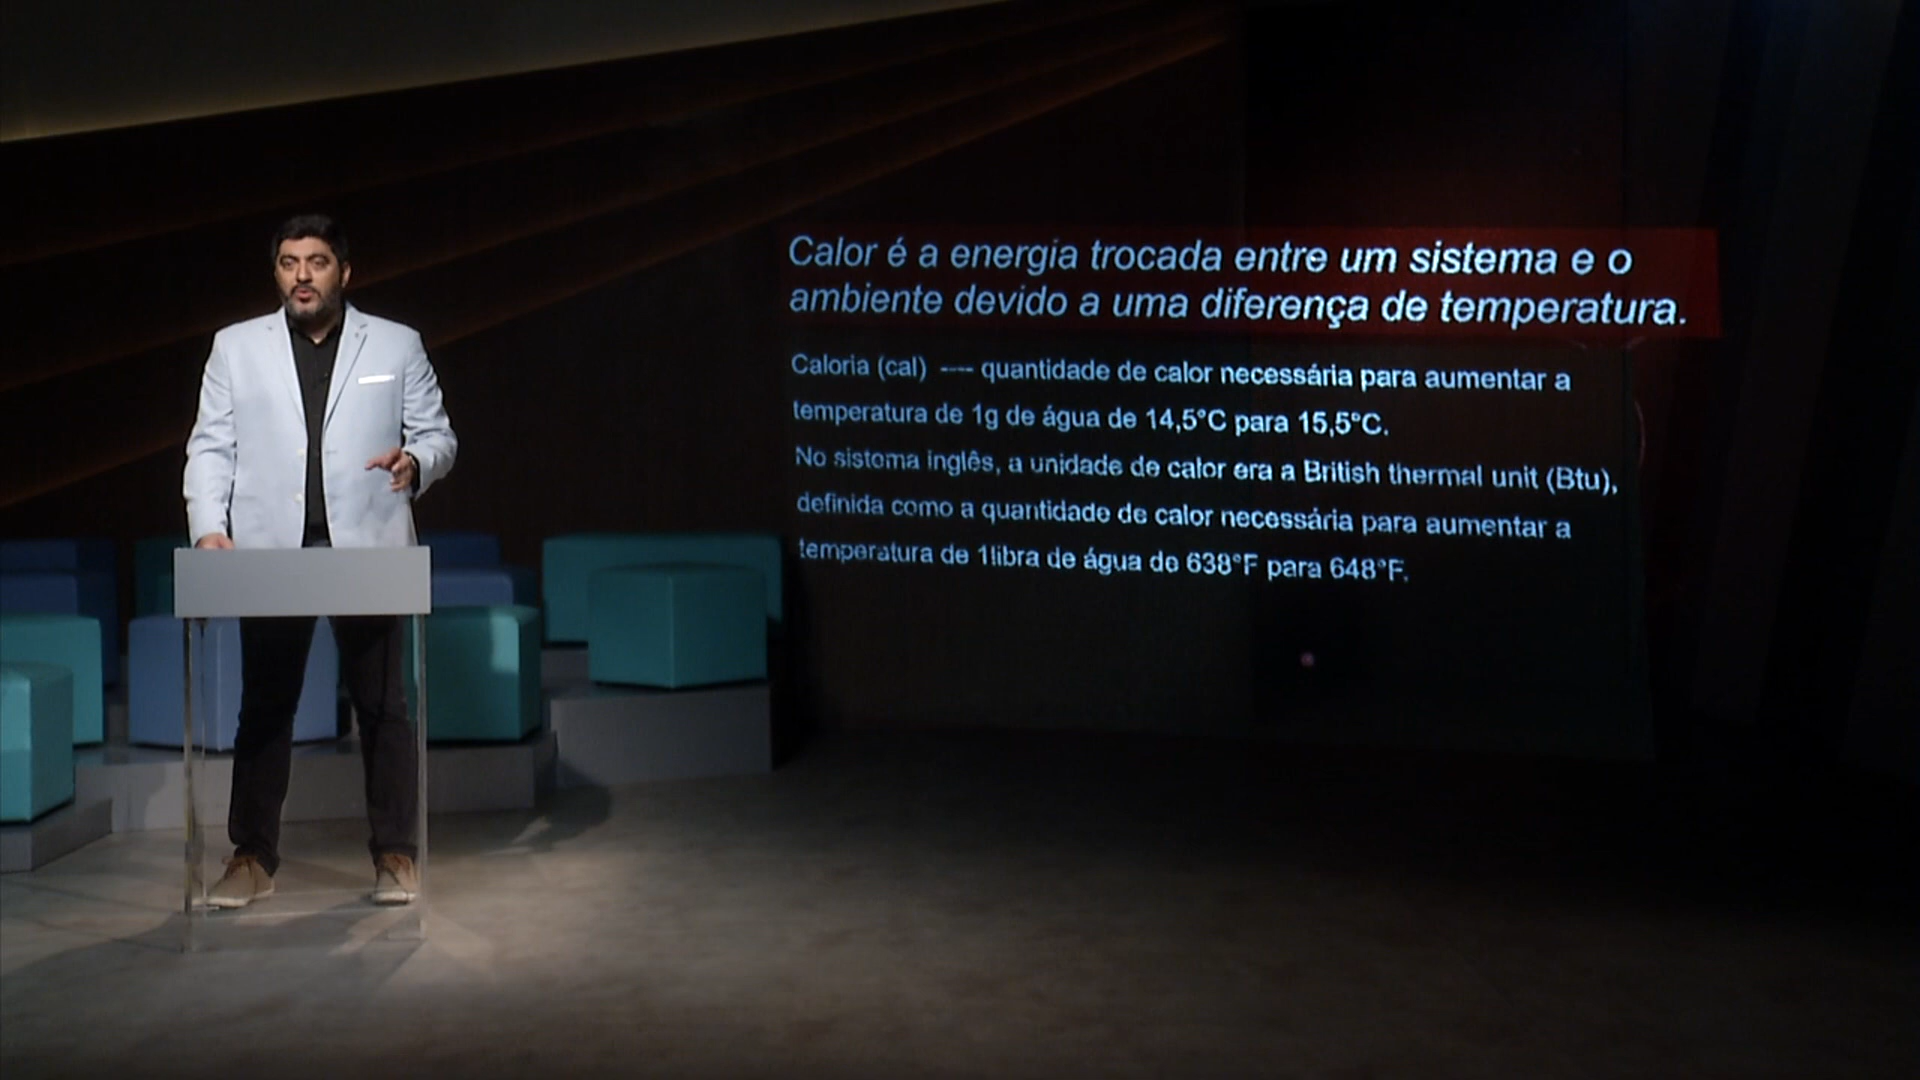 Calor é a energia trocada entre um sistema e o
ambiente devido a uma diferença de temperatura.
Caloria (cal) ---- quantidade de calor necessária para aumentar a
temperatura de 1g de água de 14,5°C para 15,5°C.
No sistema inglês, a unidade de calor era a British thermal unit (Btu),
definida como a quantidade de calor necessária para aumentar a
temperatura de 1libra de água de 638°F para 648°F.